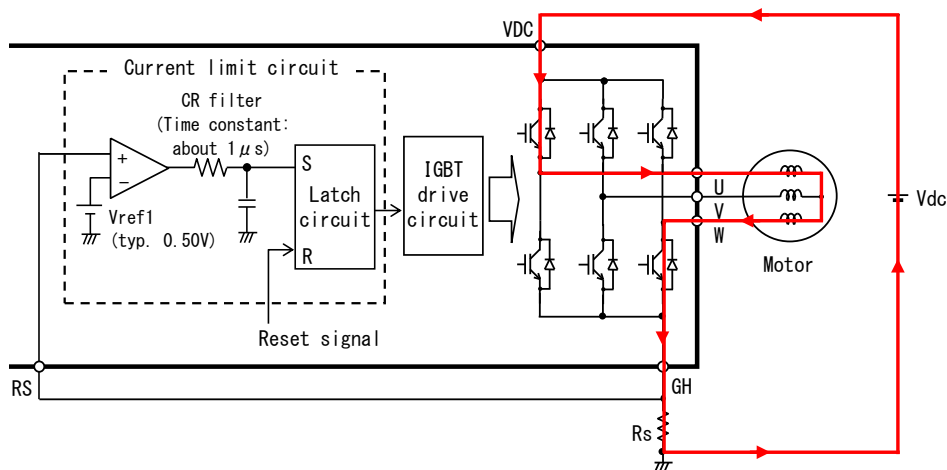 VDC
Current limit circuit
CR filter
(Time constant:
about 1μs)
+
−
Vref1
(typ. 0.50V)
S
Latch
circuit
R
IGBT
drive
circuit
Reset signal
U
V
W
Motor
Vdc
RS
GH
Rs